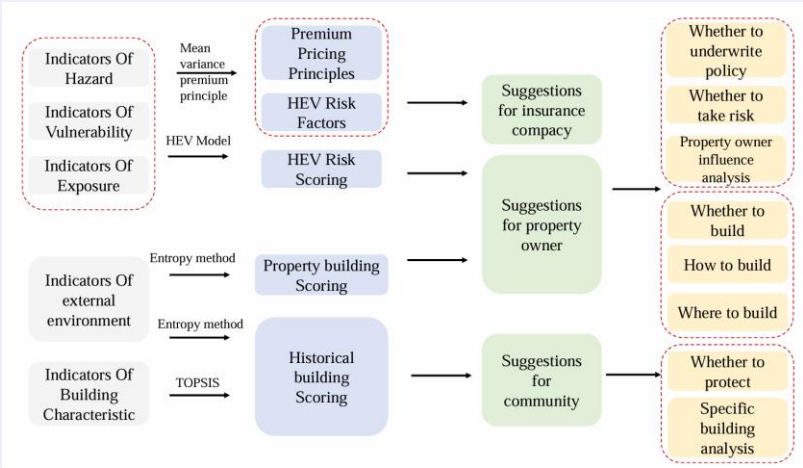 Indicators Of
Hazard
Indicators Of
Vulnerability
Indicators Of
Exposure
Indicators Of
external
environment
Indicators Of
Building
Characteristic
Mean
variance
premium
principle
HEV Model
Entropy method
Entropy method
TOPSIS
Premium
Pricing
Principles
HEV Risk
Factors
HEV Risk
Scoring
Property building
Scoring
Historical
building
Scoring
Suggestions
for insurance
compacy
Suggestions
for property
owner
Suggestions
for
community
Whether to
underwrite
policy
Whether to
take risk
Property owner
influence
analysis
Whether to
build
How to build
Where to build
Whether to
protect
Specific
building
analysis